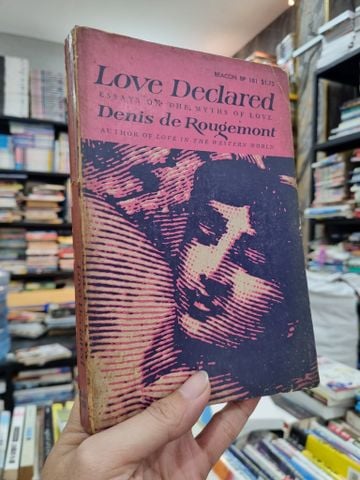 BEACON BP 181 $1.75
Love Declared
ESSAYS ON THE MYTHS OF LOVE
Denis de Rougemont
AUTHOR OF LOVE IN THE WESTERN WORLD